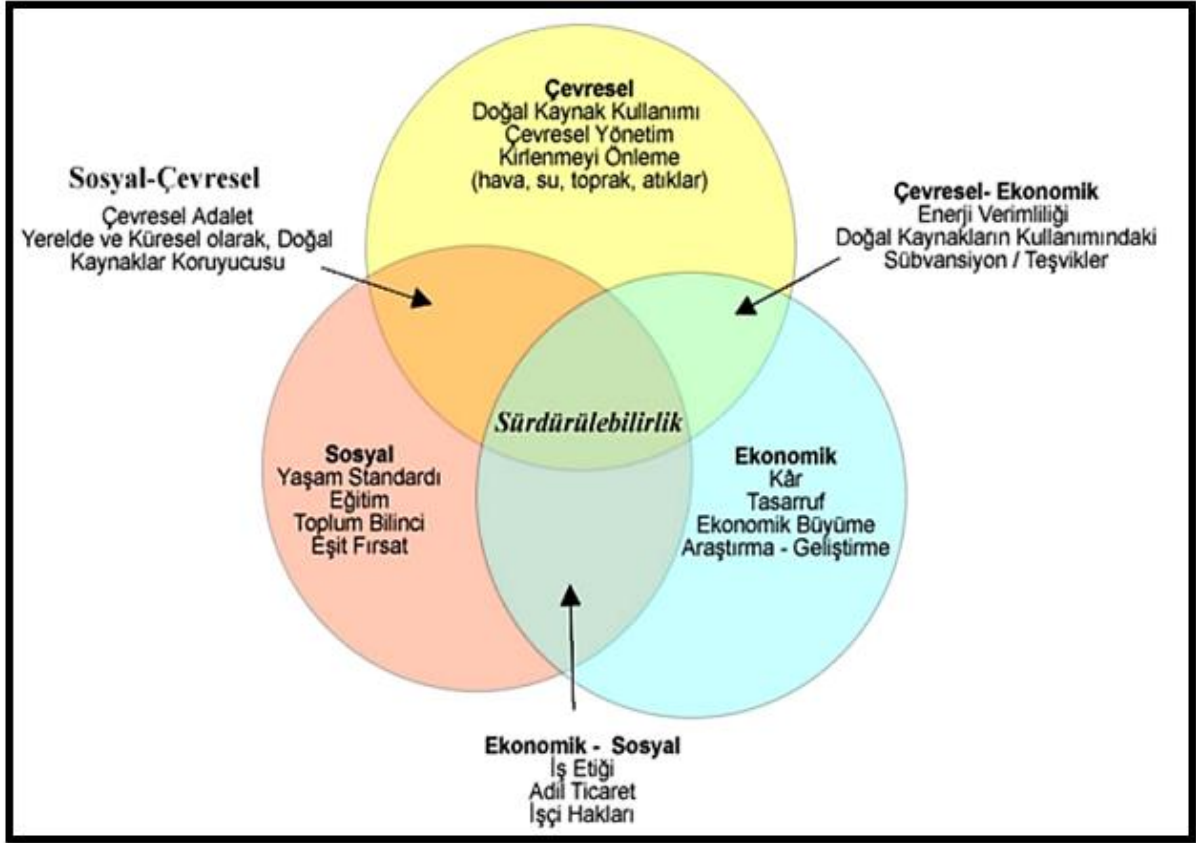 Çevresel
Doğal Kaynak Kullanımı
Çevresel Yönetim
Kirlenmeyi Önleme
(hava, su, toprak, atıklar)
Sosyal-Çevresel
Çevresel Adalet
Yerelde ve Küresel olarak, Doğal
Kaynaklar Koruyucusu
Çevresel- Ekonomik
Enerji Verimliliği
Doğal Kaynakların Kullanımındaki
Sübvansiyon / Teşvikler
Sürdürülebilirlik
Sosyal
Yaşam Standardı
Eğitim
Toplum Bilinci
Eşit Fırsat
Ekonomik
Kâr
Tasarruf
Ekonomik Büyüme
Araştırma - Geliştirme
Ekonomik - Sosyal
İş Etiği
Adil Ticaret
İşçi Hakları